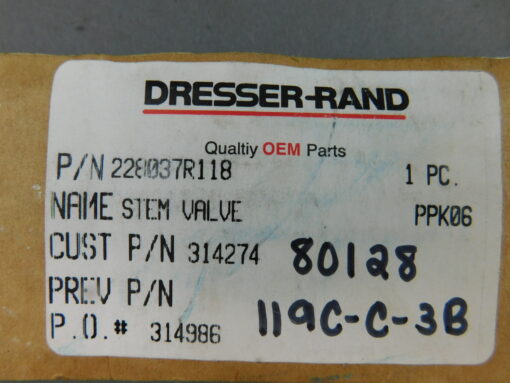 DRESSER-RAND
Qualtiy OEM Parts
P/N 228037R118 1 PC.
NAME STEM VALVE PPK06
CUST P/N 314274 80128
PREV P/N
P.O.# 314986 119C-C-3B